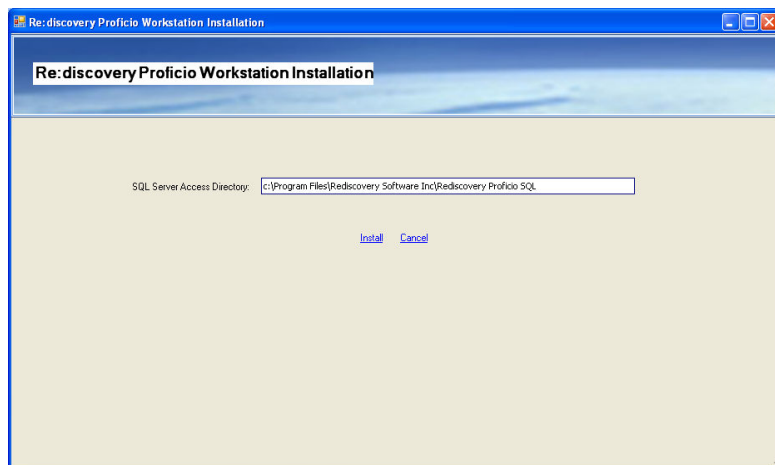 Re:discovery Proficio Workstation Installation
Re:discovery Proficio Workstation Installation
SQL Server Access Directory: c:\Program Files\Rediscovery Software Inc\Rediscovery Proficio SQL
Install Cancel